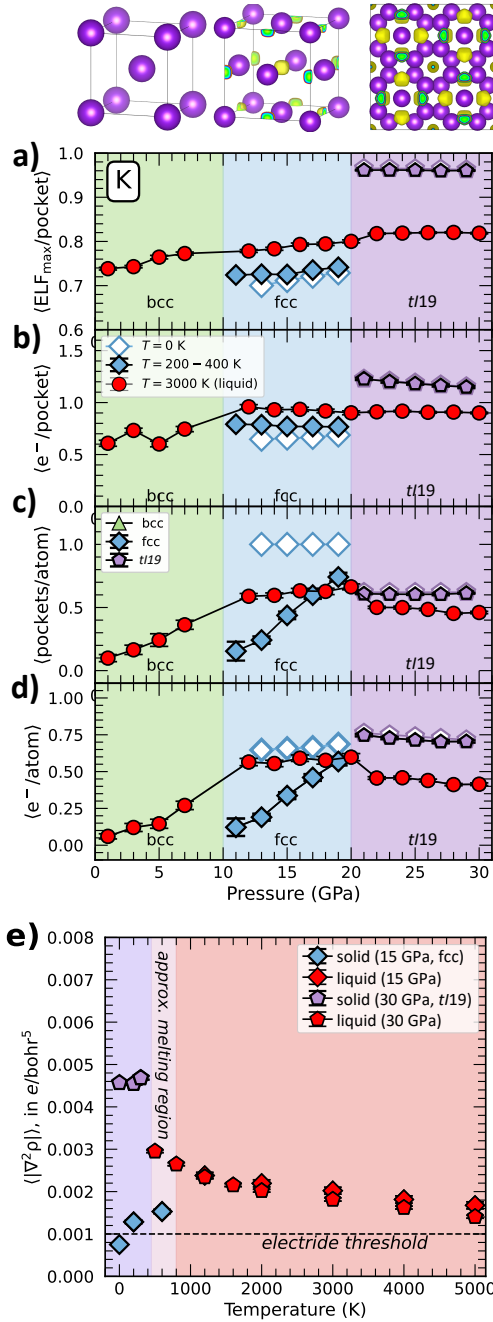 a)
K
1.0
0.9
0.8
0.7
0.6
⟨ELFmax/pocket⟩
bcc
fcc
tI19
b)
1.5
1.0
0.5
0.0
⟨e⁻/pocket⟩
T = 0 K
T = 200 − 400 K
T = 3000 K (liquid)
bcc
fcc
tI19
c)
1.0
0.5
0.0
⟨pockets/atom⟩
bcc
fcc
tI19
bcc
fcc
tI19
d)
1.00
0.75
0.50
0.25
0.00
⟨e⁻/atom⟩
bcc
fcc
tI19
0 5 10 15 20 25 30
Pressure (GPa)
e)
0.008
0.007
0.006
0.005
0.004
0.003
0.002
0.001
0.000
⟨|∇²ρ|⟩, in e/bohr⁵
approx. melting region
solid (15 GPa, fcc)
liquid (15 GPa)
solid (30 GPa, tI19)
liquid (30 GPa)
electride threshold
0 1000 2000 3000 4000 5000
Temperature (K)